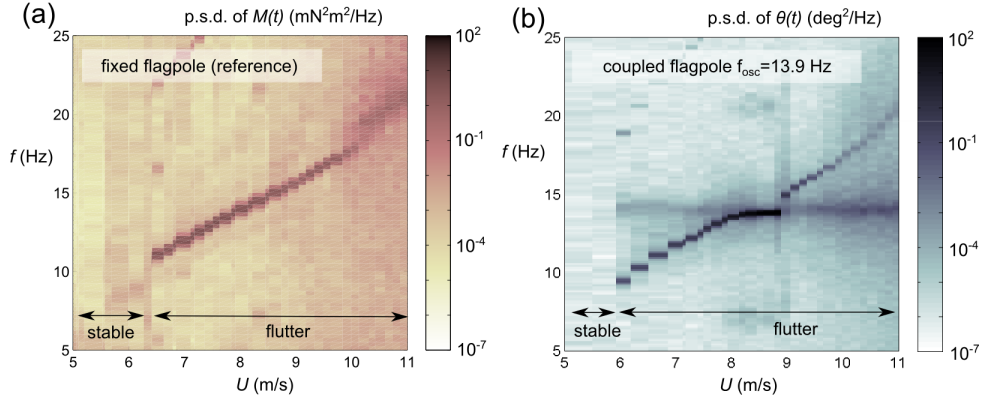 (a)
p.s.d. of M(t) (mN²m²/Hz)
fixed flagpole (reference)
f (Hz)
25
20
15
10
5
stable
flutter
5 6 7 8 9 10 11
U (m/s)
10²
10⁻¹
10⁻⁴
10⁻⁷
(b)
p.s.d. of θ(t) (deg²/Hz)
coupled flagpole fosc=13.9 Hz
f (Hz)
25
20
15
10
5
stable
flutter
5 6 7 8 9 10 11
U (m/s)
10²
10⁻¹
10⁻⁴
10⁻⁷